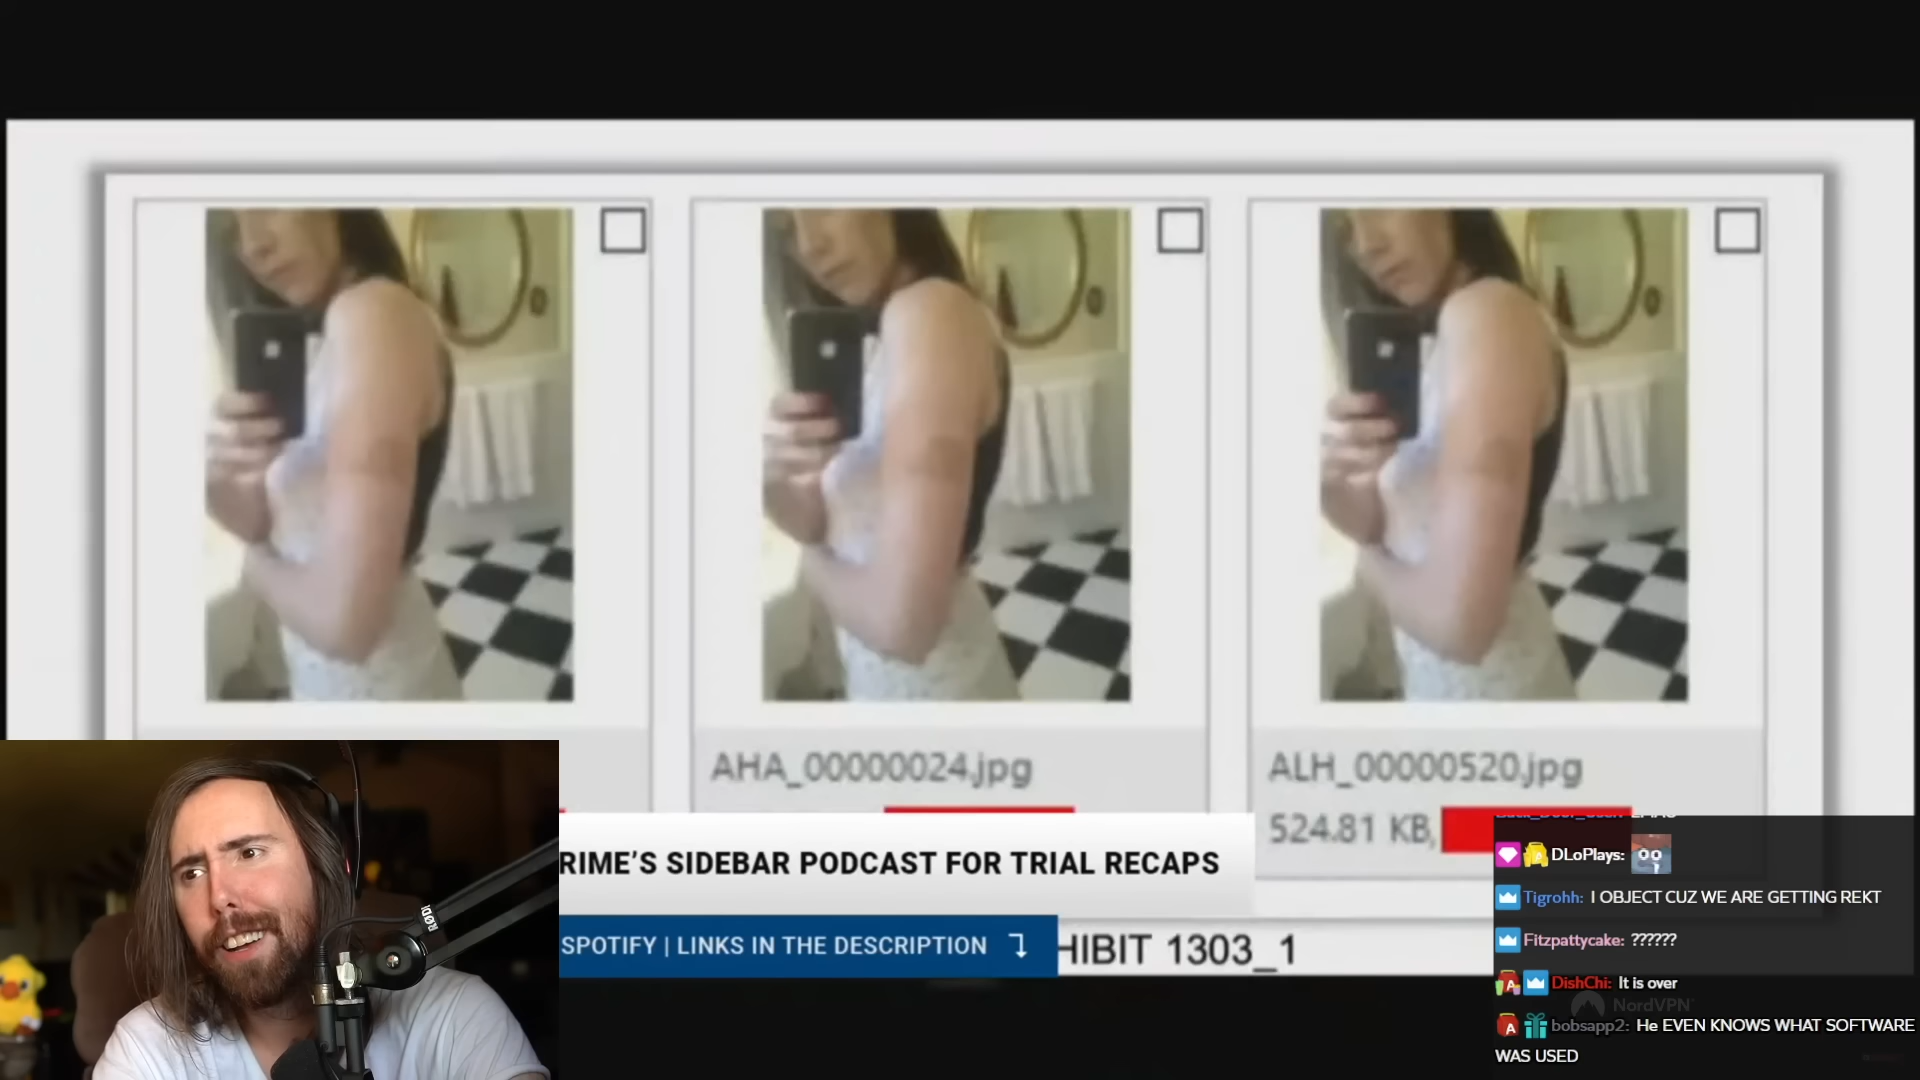 AHA_00000024.jpg
ALH_00000520.jpg
524.81 KB,
RIME'S SIDEBAR PODCAST FOR TRIAL RECAPS
SPOTIFY | LINKS IN THE DESCRIPTION
HIBIT 1303_1
RØDE
DLoPlays:
Tigrohh: I OBJECT CUZ WE ARE GETTING REKT
Fitzpattycake: ??????
DishChi: It is over
NordVPN
bobsapp2: He EVEN KNOWS WHAT SOFTWARE
WAS USED